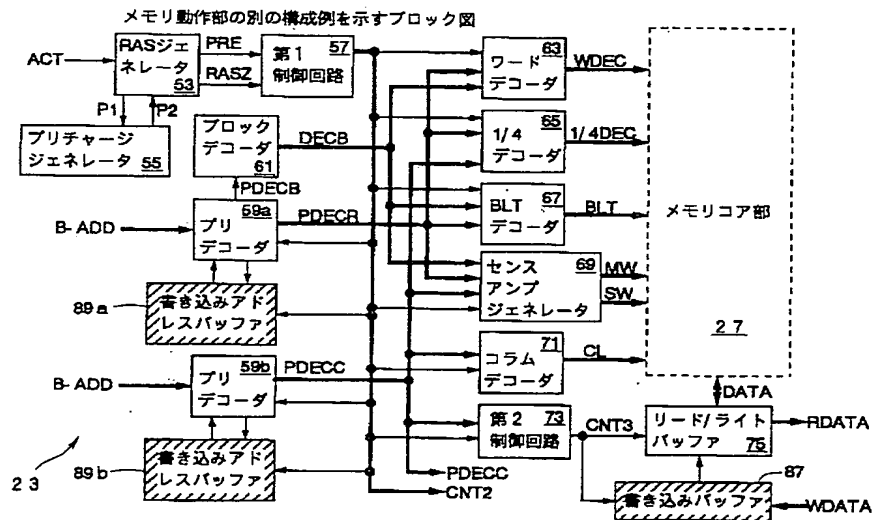 メモリ動作部の別の構成例を示すブロック図
ACT
RASジェ
ネレータ
53
PRE
RASZ
第1
制御回路
57
P1
P2
プリチャージ
ジェネレータ
55
ブロック
デコーダ
61
DECB
PDECB
B-ADD
プリ
デコーダ
59a
PDECR
89a
書き込みアド
レスバッファ
B-ADD
プリ
デコーダ
59b
PDECC
89b
書き込みアド
レスバッファ
23
ワード
デコーダ
63
WDEC
1/4
デコーダ
65
1/4DEC
BLT
デコーダ
67
BLT
センス
アンプ
ジェネレータ
69
MW
SW
コラム
デコーダ
71
CL
第2
制御回路
73
CNT3
PDECC
CNT2
メモリコア部
27
DATA
リード/ライト
バッファ
75
RDATA
87
書き込みバッファ
WDATA